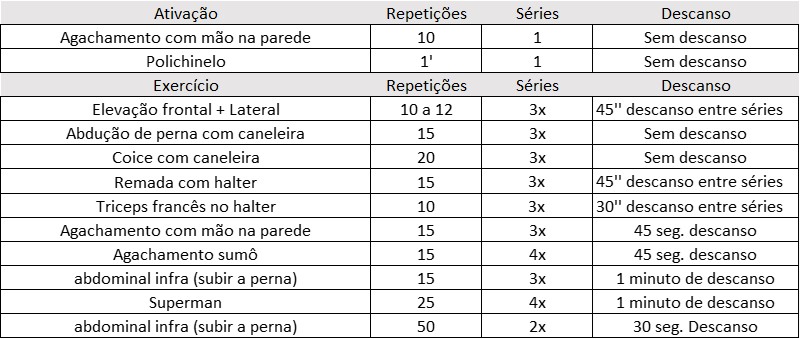 Ativação Repetições Séries Descanso
Agachamento com mão na parede 10 1 Sem descanso
Polichinelo 1' 1 Sem descanso
Exercício Repetições Séries Descanso
Elevação frontal + Lateral 10 a 12 3x 45'' descanso entre séries
Abdução de perna com caneleira 15 3x Sem descanso
Coice com caneleira 20 3x Sem descanso
Remada com halter 15 3x 45'' descanso entre séries
Triceps francês no halter 10 3x 30'' descanso entre séries
Agachamento com mão na parede 15 3x 45 seg. descanso
Agachamento sumô 15 4x 45 seg. descanso
abdominal infra (subir a perna) 15 3x 1 minuto de descanso
Superman 25 4x 1 minuto de descanso
abdominal infra (subir a perna) 50 2x 30 seg. Descanso